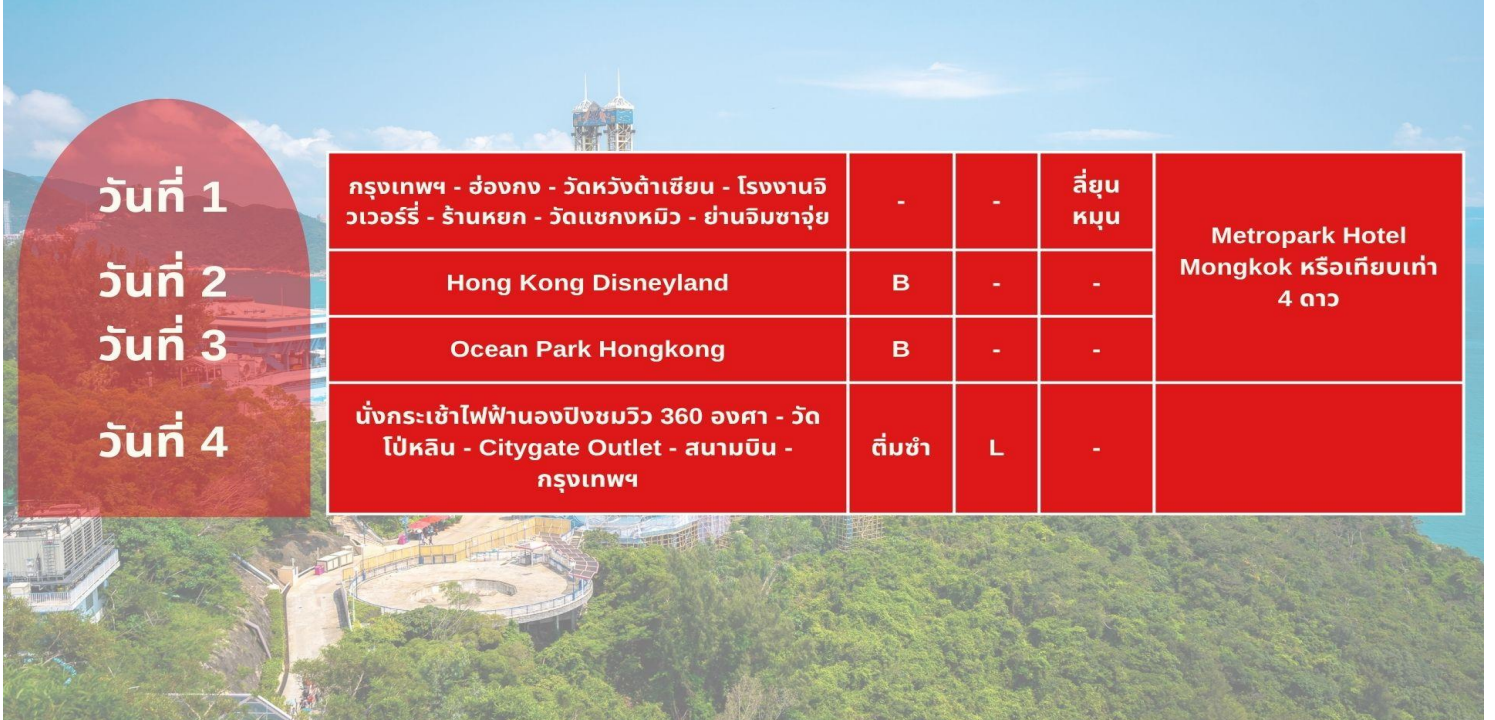 วันที่ 1
กรุงเทพฯ - ฮ่องกง - วัดหวังต้าเซียน - โรงงานจิ
วเวอร์รี่ - ร้านหยก - วัดแชกงหมิว - ย่านจิมซาจุ่ย
-
-
ลี่ยุน
หมุน
Metropark Hotel
Mongkok หรือเทียบเท่า
4 ดาว
วันที่ 2
Hong Kong Disneyland
B
-
-
วันที่ 3
Ocean Park Hongkong
B
-
-
วันที่ 4
นั่งกระเช้าไฟฟ้านองปิงชมวิว 360 องศา - วัด
โป่หลิน - Citygate Outlet - สนามบิน -
กรุงเทพฯ
ติ่มซำ
L
-